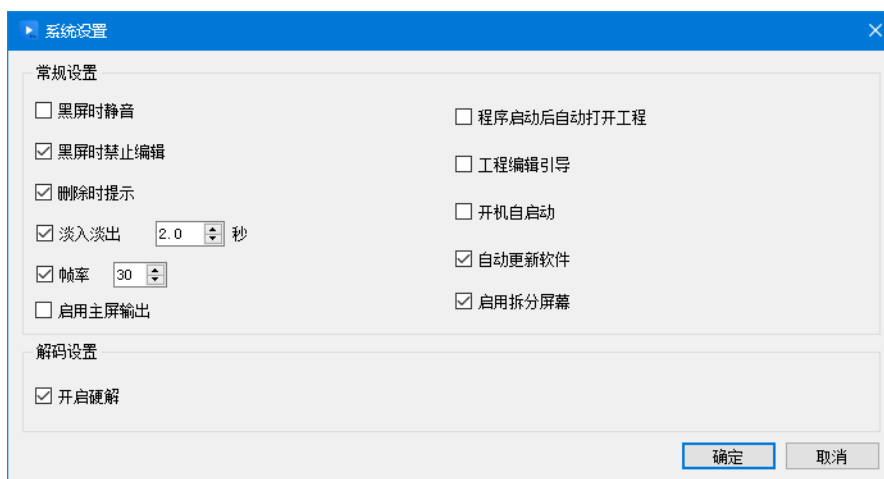 系统设置
常规设置
黑屏时静音
黑屏时禁止编辑
删除时提示
淡入淡出 2.0 秒
帧率 30
启用主屏输出
程序启动后自动打开工程
工程编辑引导
开机自启动
自动更新软件
启用拆分屏幕
解码设置
开启硬解
确定 取消